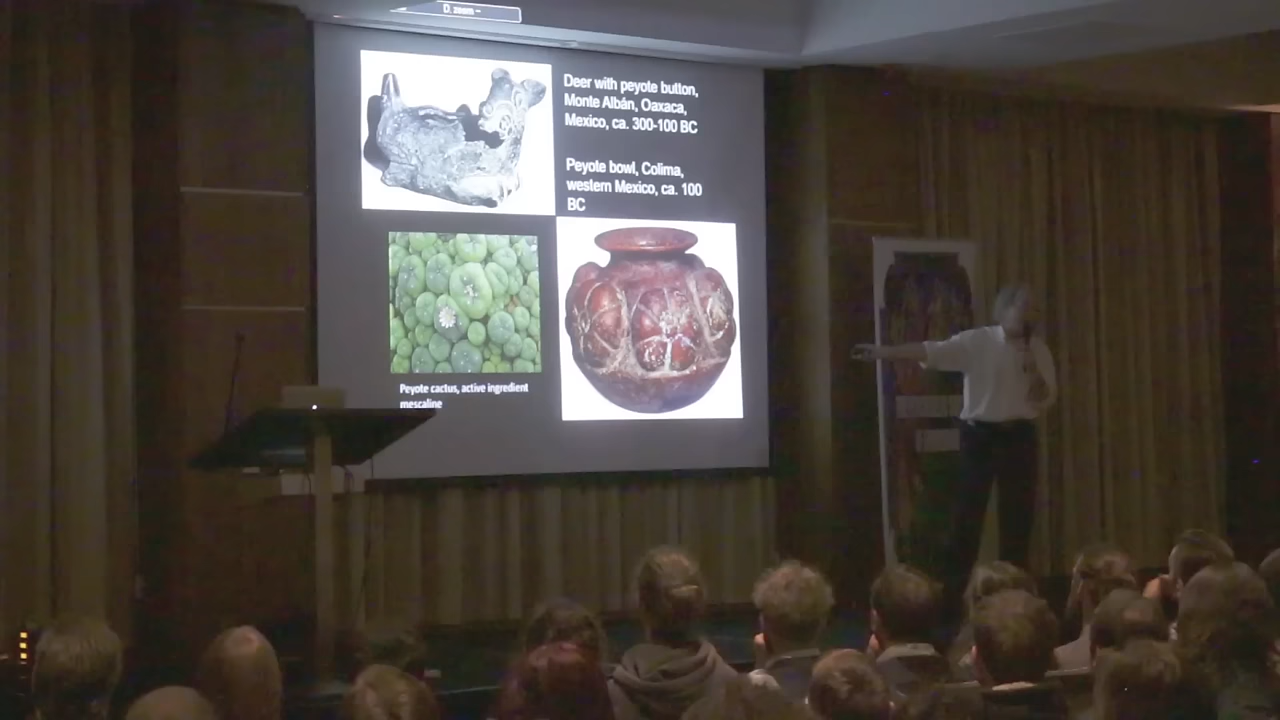 D. zoom –
Deer with peyote button,
Monte Albán, Oaxaca,
Mexico, ca. 300-100 BC
Peyote bowl, Colima,
western Mexico, ca. 100
BC
Peyote cactus, active ingredient
mescaline